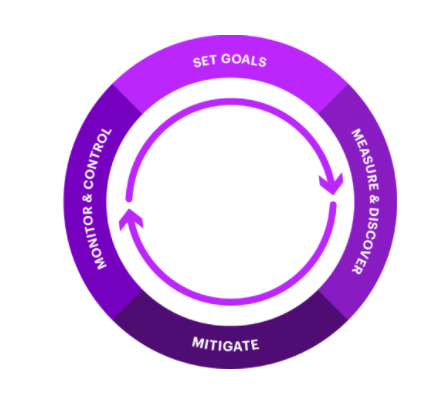 SET GOALS
MEASURE & DISCOVER
MITIGATE
MONITOR & CONTROL